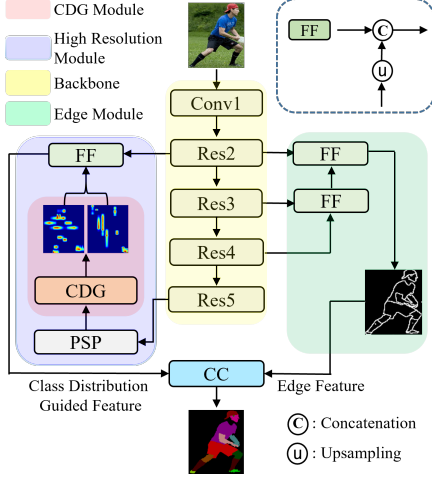 CDG Module
High Resolution
Module
Backbone
Edge Module
FF
C
u
Conv1
Res2
Res3
Res4
Res5
FF
CDG
PSP
FF
FF
CC
Class Distribution
Guided Feature
Edge Feature
C : Concatenation
u : Upsampling